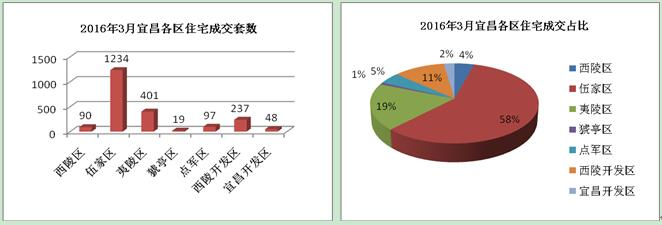 2016年3月宜昌各区住宅成交套数
1500
1000
500
0
90
1234
401
19
97
237
48
西陵区
伍家区
夷陵区
猇亭区
点军区
西陵开发区
宜昌开发区
2016年3月宜昌各区住宅成交占比
4%
58%
19%
1%
5%
11%
2%
西陵区
伍家区
夷陵区
猇亭区
点军区
西陵开发区
宜昌开发区